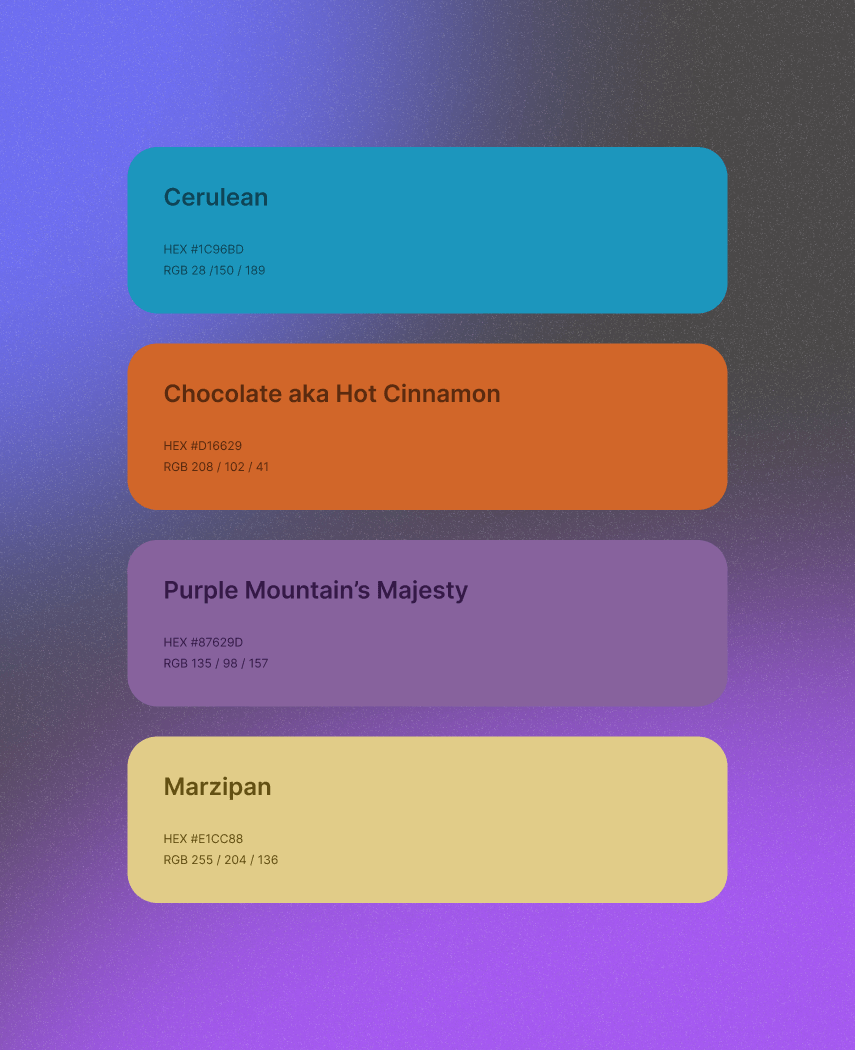 Cerulean
HEX #1C96BD
RGB 28 /150 / 189
Chocolate aka Hot Cinnamon
HEX #D16629
RGB 208 / 102 / 41
Purple Mountain’s Majesty
HEX #87629D
RGB 135 / 98 / 157
Marzipan
HEX #E1CC88
RGB 255 / 204 / 136